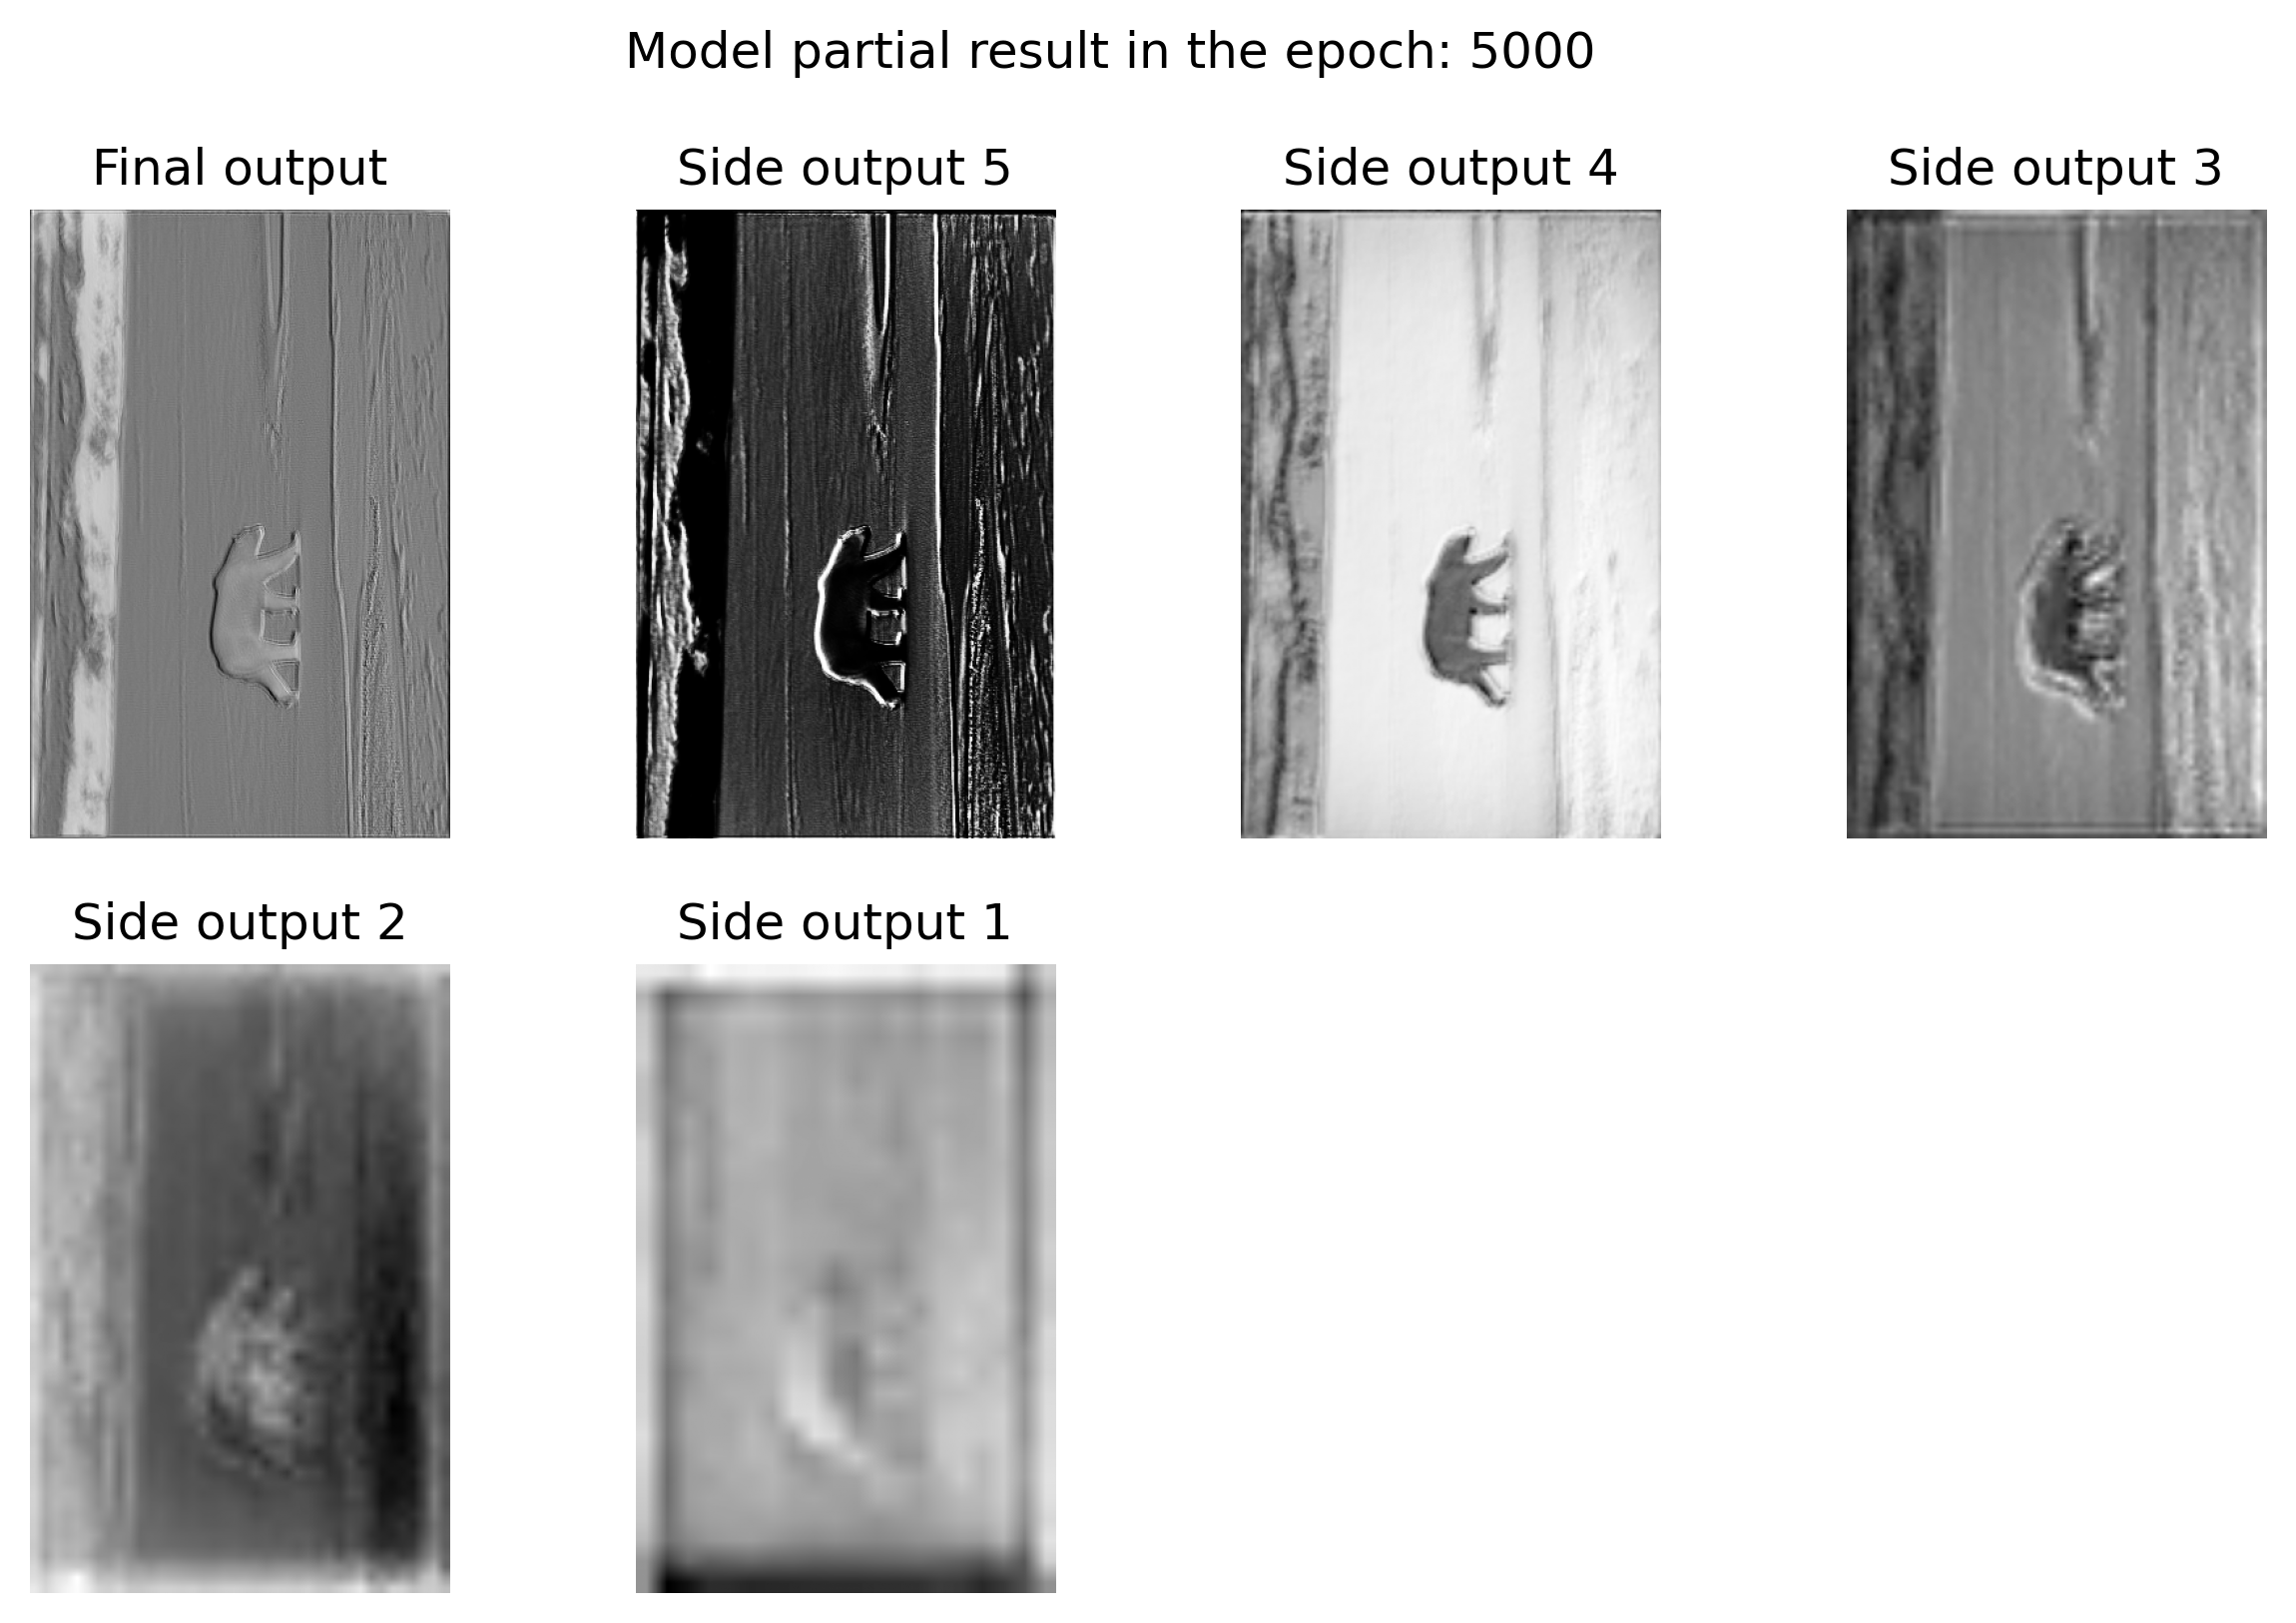 Model partial result in the epoch: 5000
Final output
Side output 5
Side output 4
Side output 3
Side output 2
Side output 1